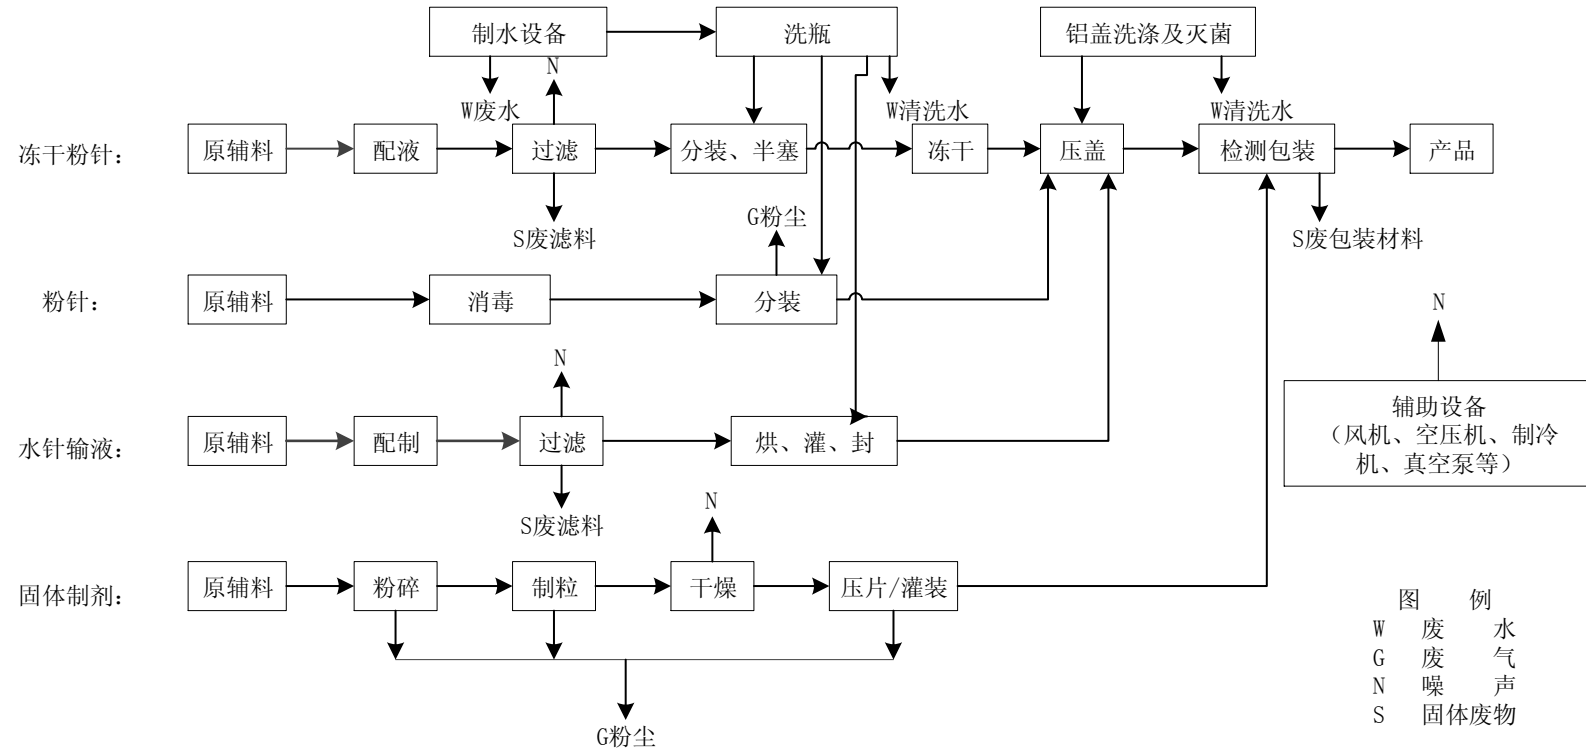 制水设备
洗瓶
铝盖洗涤及灭菌
N
W废水
W清洗水
W清洗水
冻干粉针：
原辅料
配液
过滤
分装、半塞
冻干
压盖
检测包装
产品
S废滤料
G粉尘
S废包装材料
粉针：
原辅料
消毒
分装
N
N
辅助设备
（风机、空压机、制冷
机、真空泵等）
水针输液：
原辅料
配制
过滤
烘、灌、封
S废滤料
N
固体制剂：
原辅料
粉碎
制粒
干燥
压片/灌装
G粉尘
图 例
W 废 水
G 废 气
N 噪 声
S 固体废物